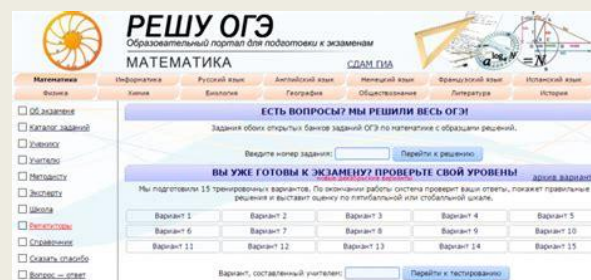 РЕШУ ОГЭ
Образовательный портал для подготовки к экзаменам
МАТЕМАТИКА
СДАМ ГИА
Математика Информатика Русский язык Английский язык Немецкий язык Французский язык Испанский язык
Физика Химия Биология География Обществознание Литература История
Об экзамене
Каталог заданий
Ученику
Учителю
Методисту
Эксперту
Школа
Репетиторы
Справочник
Сказать спасибо
Вопрос — ответ
ЕСТЬ ВОПРОСЫ? МЫ РЕШИЛИ ВЕСЬ ОГЭ!
Задания обоих открытых банков заданий ОГЭ по математике с образцами решений.
Введите номер задания: Перейти к решению
ВЫ УЖЕ ГОТОВЫ К ЭКЗАМЕНУ? ПРОВЕРЬТЕ СВОЙ УРОВЕНЬ!
архив вариант
Мы подготовили 15 тренировочных вариантов. По окончании работы система проверит ваши ответы, покажет правильные
решения и выставит оценку по пятибалльной или стобалльной шкале.
Вариант 1 Вариант 2 Вариант 3 Вариант 4 Вариант 5
Вариант 6 Вариант 7 Вариант 8 Вариант 9 Вариант 10
Вариант 11 Вариант 12 Вариант 13 Вариант 14 Вариант 15
Вариант, составленный учителем: Перейти к тестированию